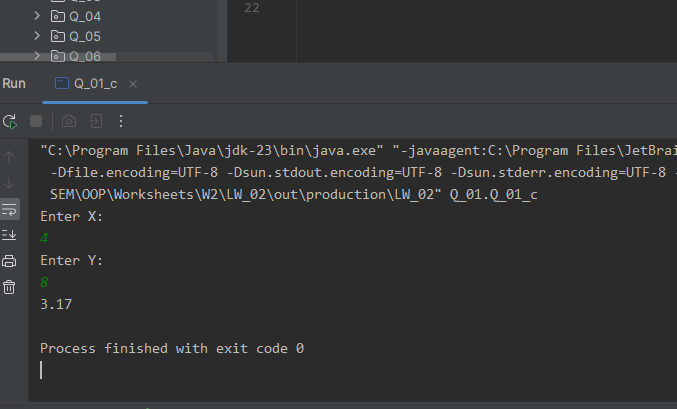 Q_04
22
Q_05
Q_06
Run
Q_01_c
"C:\Program Files\Java\jdk-23\bin\java.exe" "-javaagent:C:\Program Files\JetBrai
-Dfile.encoding=UTF-8 -Dsun.stdout.encoding=UTF-8 -Dsun.stderr.encoding=UTF-8 -
SEM\OOP\Worksheets\W2\LW_02\out\production\LW_02" Q_01.Q_01_c
Enter X:
4
Enter Y:
8
3.17
Process finished with exit code 0